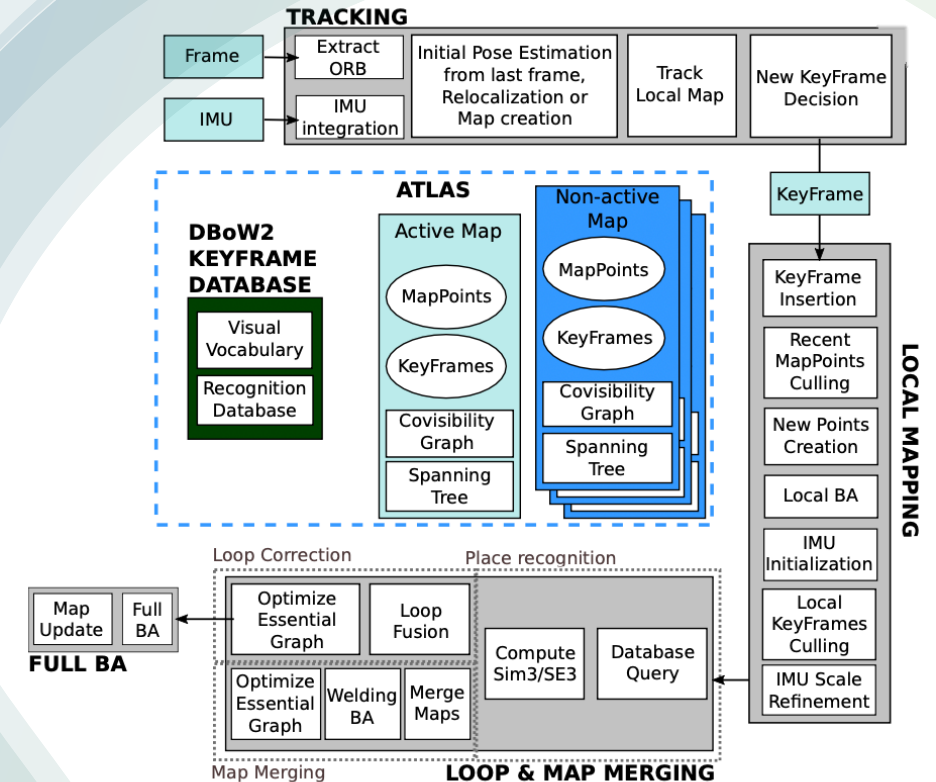 TRACKING
Frame
IMU
Extract
ORB
IMU
integration
Initial Pose Estimation
from last frame,
Relocalization or
Map creation
Track
Local Map
New KeyFrame
Decision
KeyFrame
ATLAS
DBoW2
KEYFRAME
DATABASE
Visual
Vocabulary
Recognition
Database
Active Map
MapPoints
KeyFrames
Covisibility
Graph
Spanning
Tree
Non-active
Map
MapPoints
KeyFrames
Covisibility
Graph
Spanning
Tree
KeyFrame
Insertion
Recent
MapPoints
Culling
New Points
Creation
Local BA
IMU
Initialization
Local
KeyFrames
Culling
IMU Scale
Refinement
LOCAL MAPPING
Loop Correction
Place recognition
Optimize
Essential
Graph
Loop
Fusion
Compute
Sim3/SE3
Database
Query
Optimize
Essential
Graph
Welding
BA
Merge
Maps
Map Merging
LOOP & MAP MERGING
Map
Update
Full
BA
FULL BA